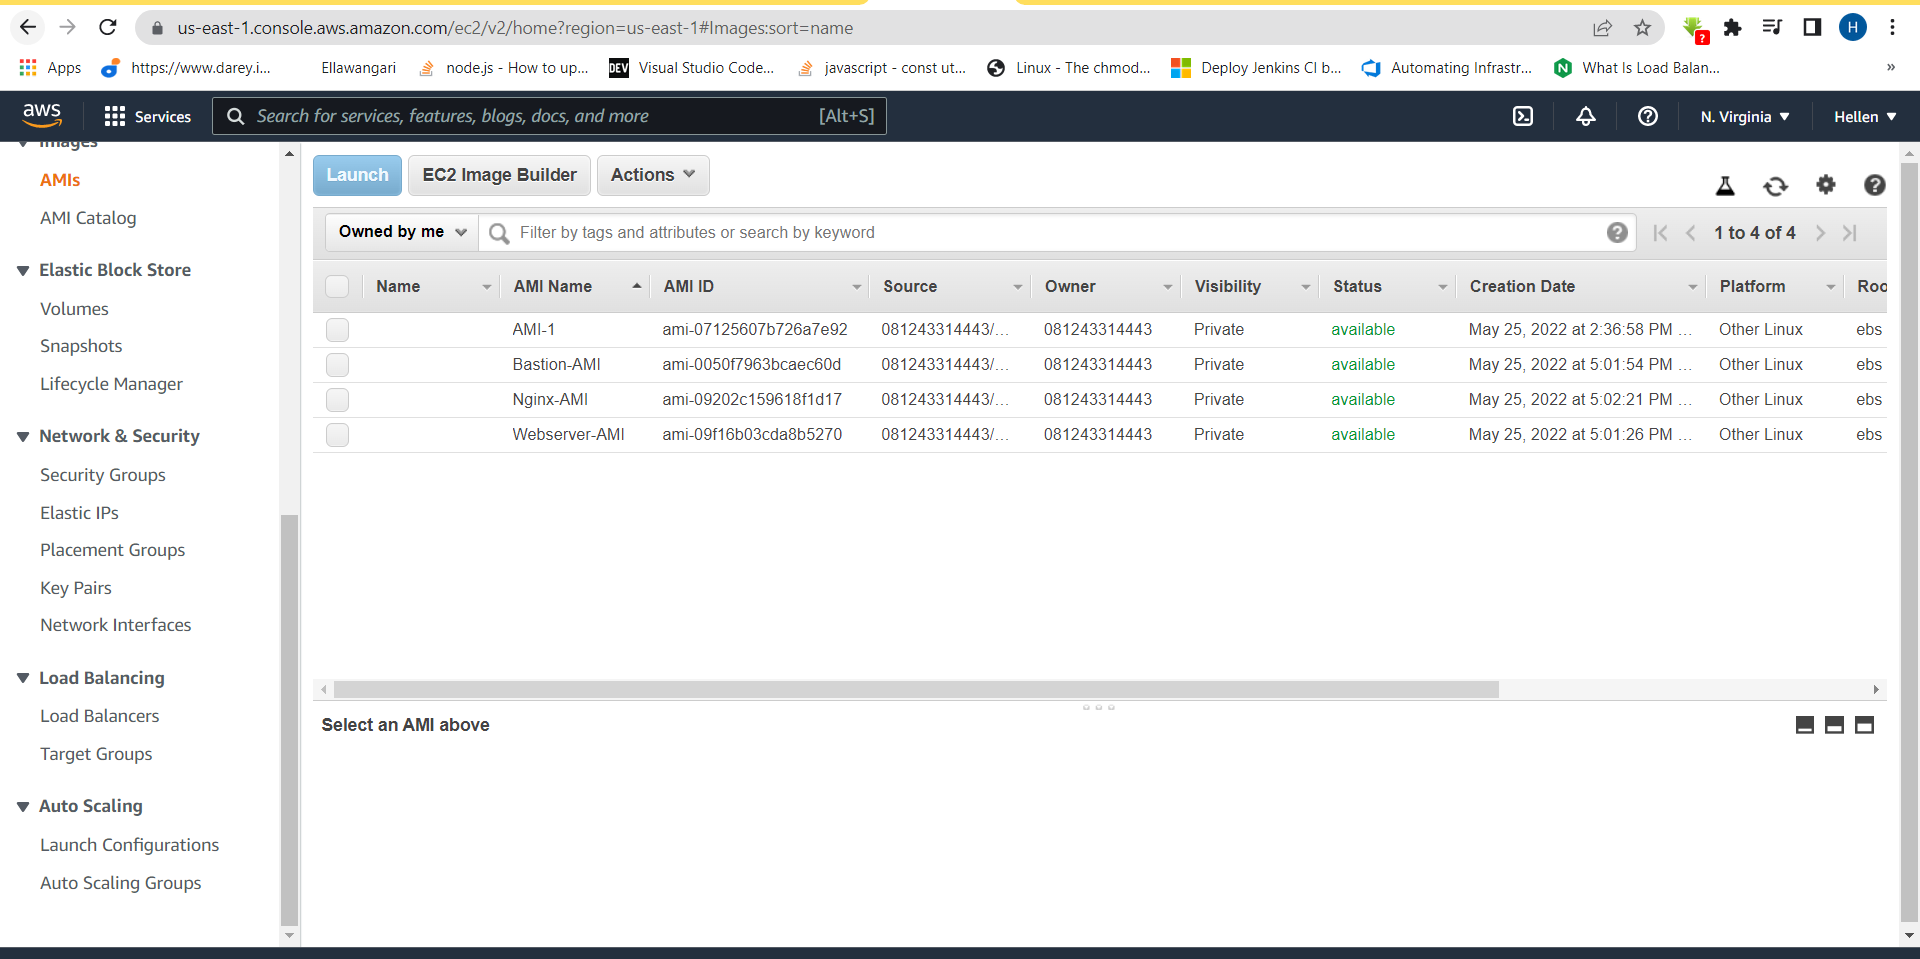 us-east-1.console.aws.amazon.com/ec2/v2/home?region=us-east-1#Images:sort=name
?
H
Apps https://www.darey.i... Ellawangari node.js - How to up... DEV Visual Studio Code... javascript - const ut... Linux - The chmod... Deploy Jenkins CI b... Automating Infrastr... N What Is Load Balan... »
aws Services Search for services, features, blogs, docs, and more [Alt+S] N. Virginia ▼ Hellen ▼
Images
AMIs
AMI Catalog
Elastic Block Store
Volumes
Snapshots
Lifecycle Manager
Network & Security
Security Groups
Elastic IPs
Placement Groups
Key Pairs
Network Interfaces
Load Balancing
Load Balancers
Target Groups
Auto Scaling
Launch Configurations
Auto Scaling Groups
Launch EC2 Image Builder Actions
Owned by me Filter by tags and attributes or search by keyword 1 to 4 of 4
Name AMI Name AMI ID Source Owner Visibility Status Creation Date Platform Roo
AMI-1 ami-07125607b726a7e92 081243314443/... 081243314443 Private available May 25, 2022 at 2:36:58 PM ... Other Linux ebs
Bastion-AMI ami-0050f7963bcaec60d 081243314443/... 081243314443 Private available May 25, 2022 at 5:01:54 PM ... Other Linux ebs
Nginx-AMI ami-09202c159618f1d17 081243314443/... 081243314443 Private available May 25, 2022 at 5:02:21 PM ... Other Linux ebs
Webserver-AMI ami-09f16b03cda8b5270 081243314443/... 081243314443 Private available May 25, 2022 at 5:01:26 PM ... Other Linux ebs
Select an AMI above